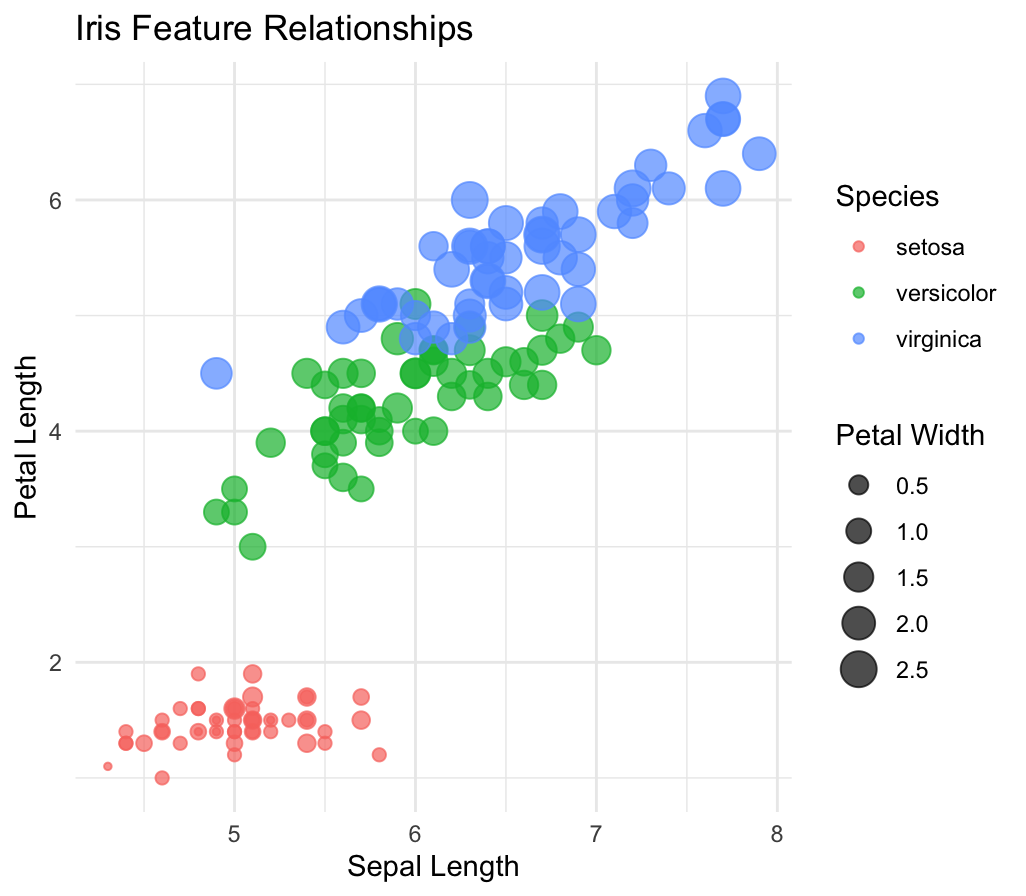 Iris Feature Relationships
Petal Length
6
4
2
5
6
7
8
Sepal Length
Species
setosa
versicolor
virginica
Petal Width
0.5
1.0
1.5
2.0
2.5